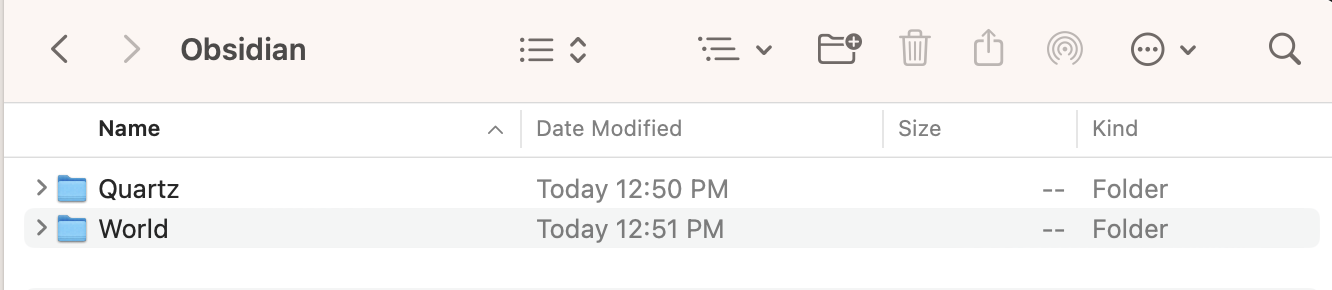 Obsidian
Name Date Modified Size Kind
Quartz Today 12:50 PM -- Folder
World Today 12:51 PM -- Folder